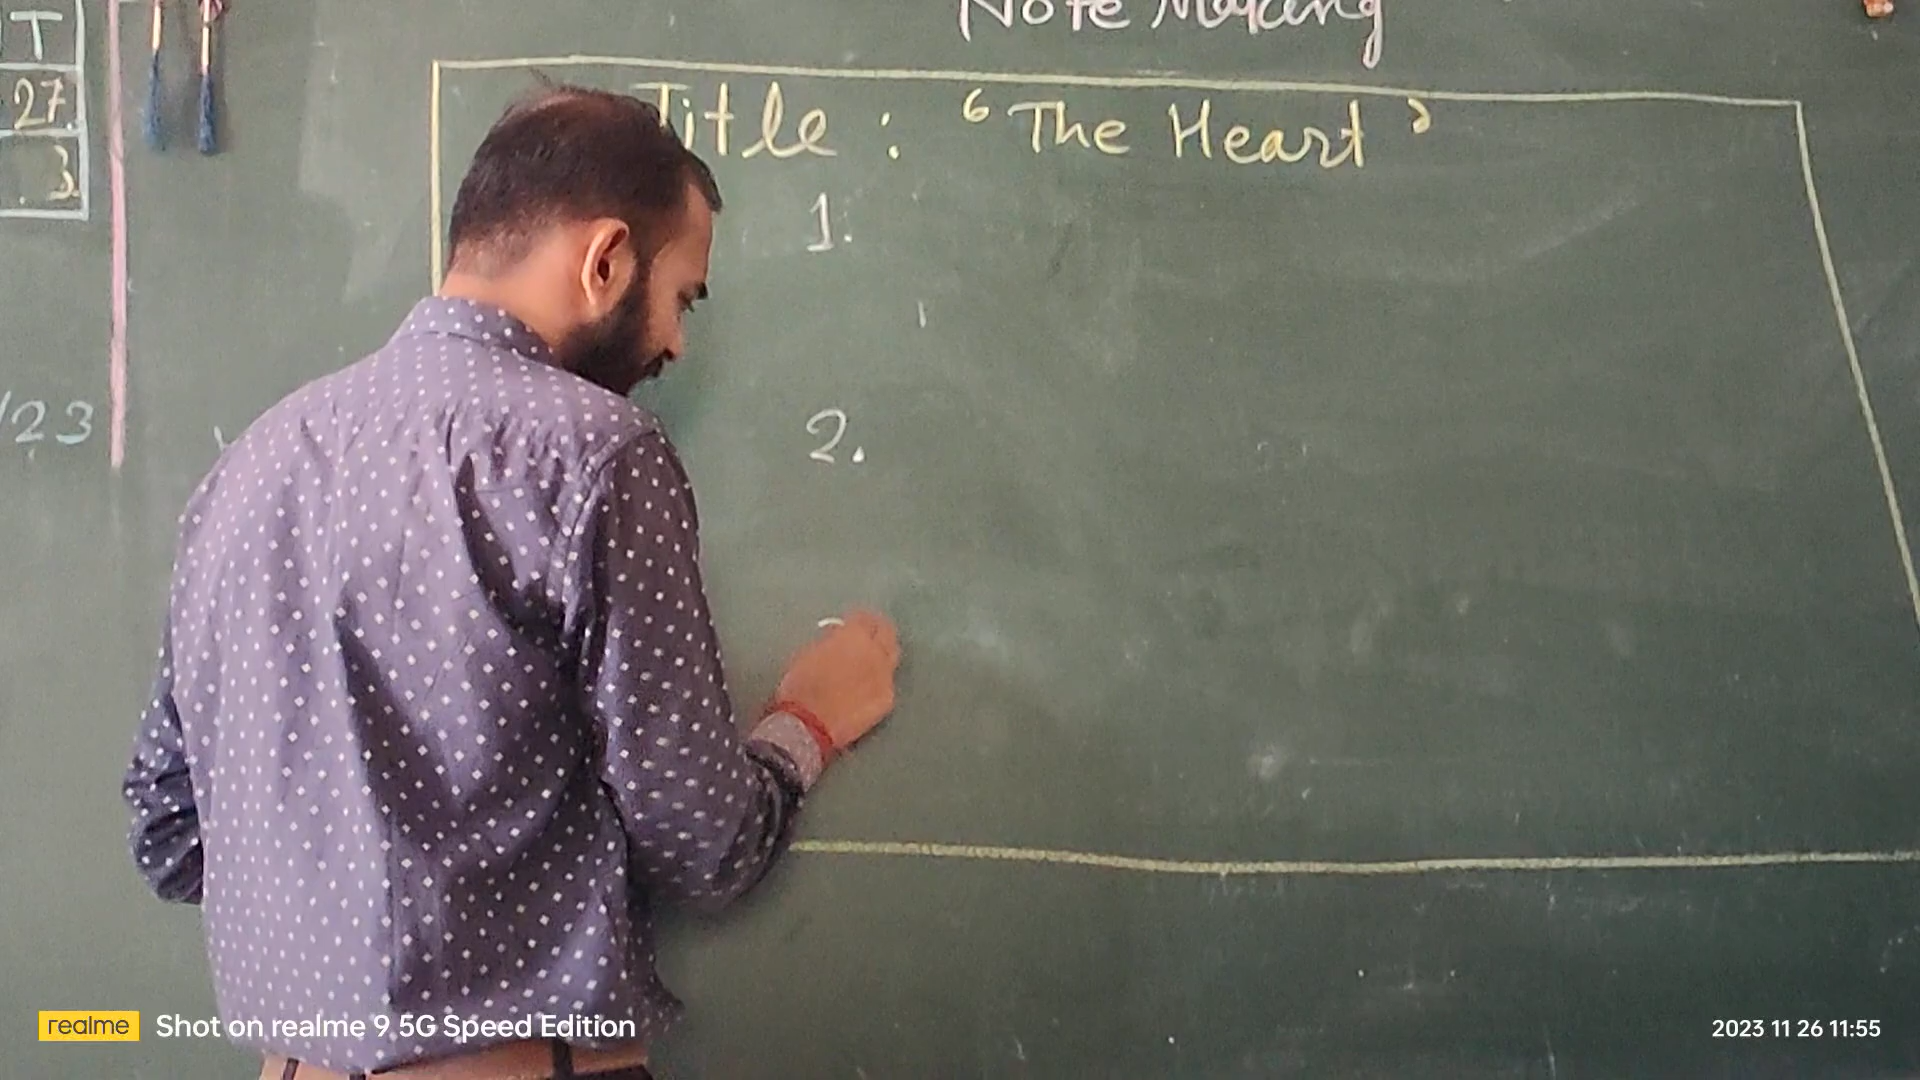 Note Making
T
27.
3.
/23
Title : ‘The Heart’
1.
2.
realme Shot on realme 9 5G Speed Edition
2023 11 26 11:55